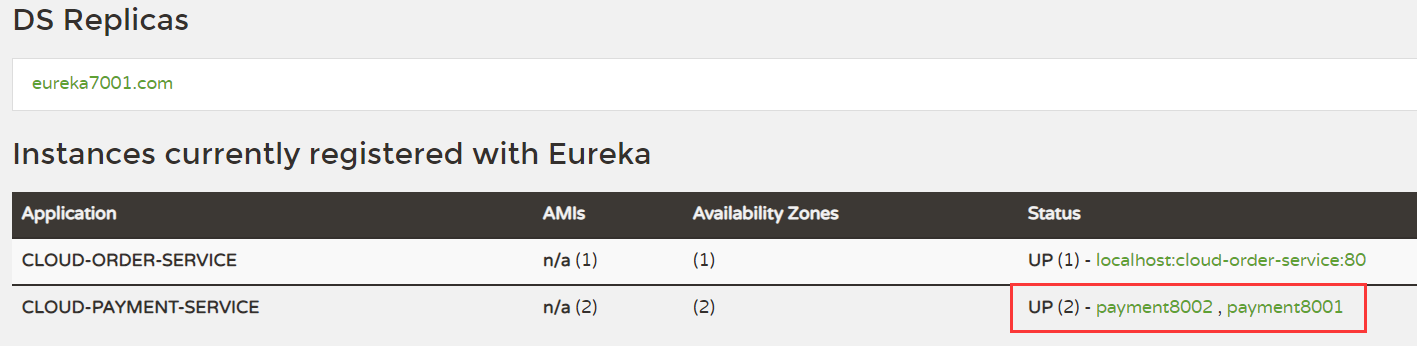 DS Replicas
eureka7001.com
Instances currently registered with Eureka
Application AMIs Availability Zones Status
CLOUD-ORDER-SERVICE n/a (1) (1) UP (1) - localhost:cloud-order-service:80
CLOUD-PAYMENT-SERVICE n/a (2) (2) UP (2) - payment8002 , payment8001